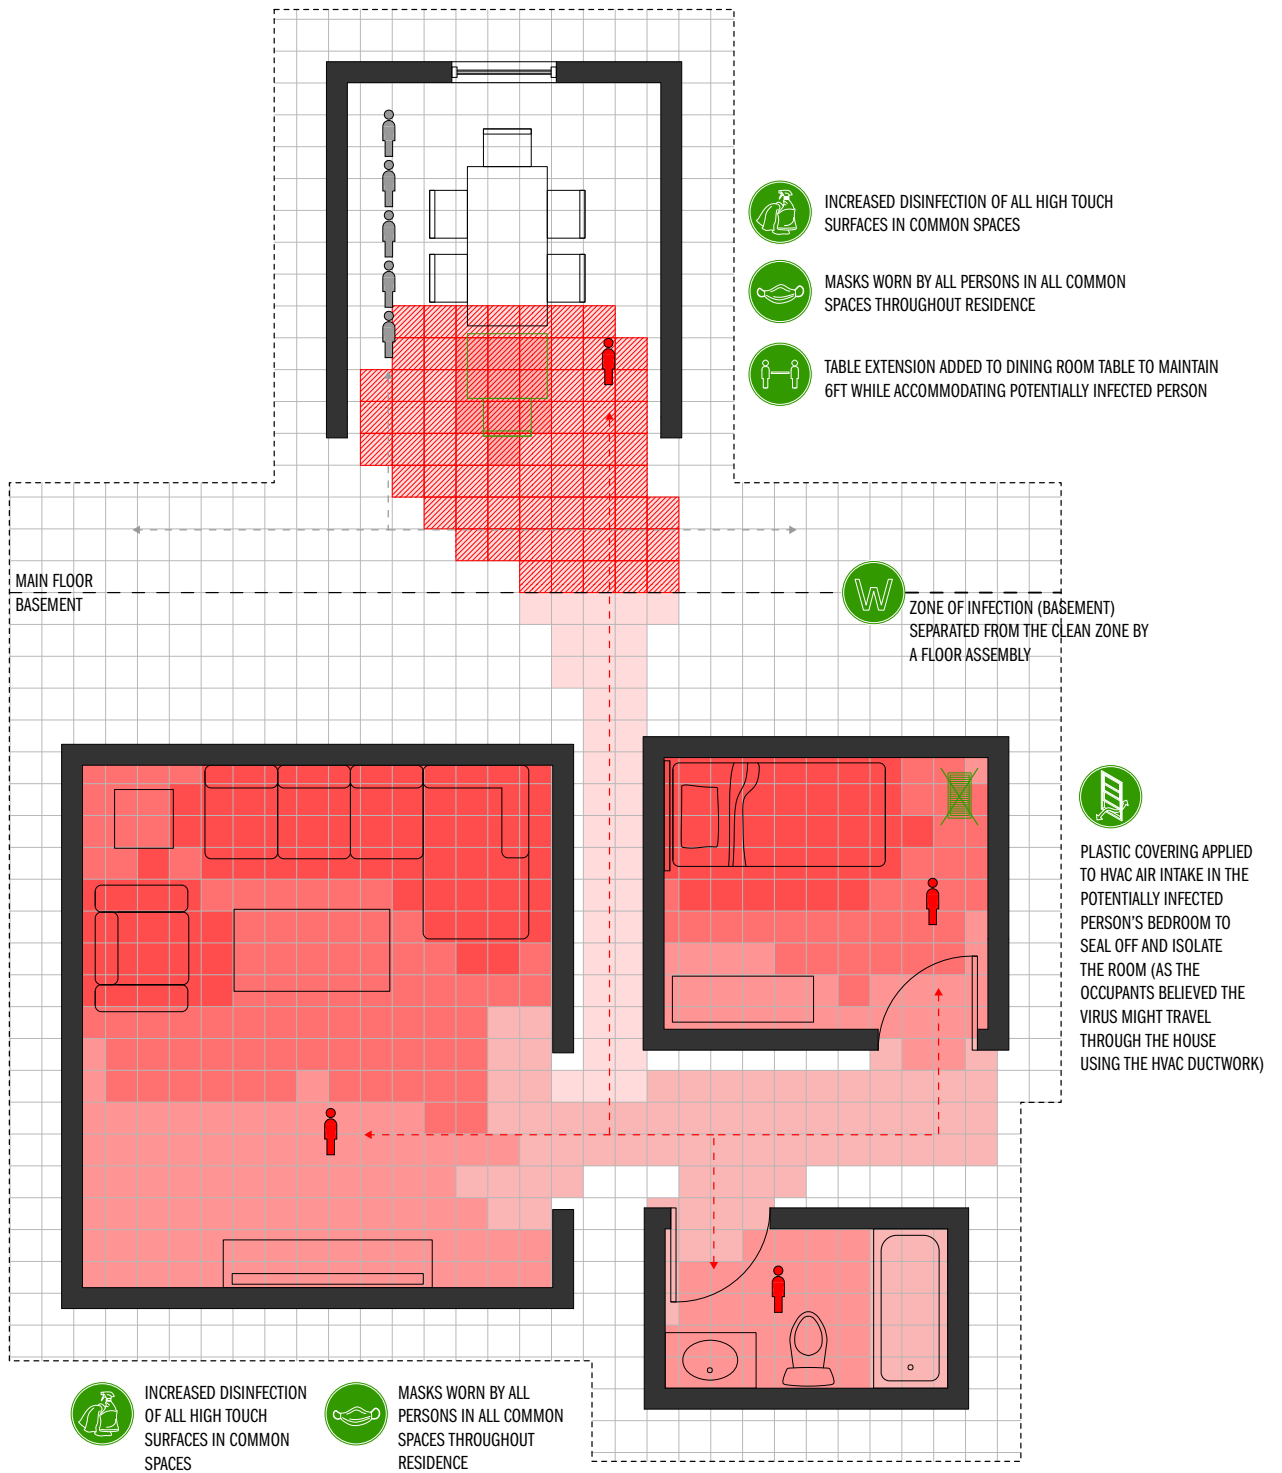 INCREASED DISINFECTION OF ALL HIGH TOUCH
SURFACES IN COMMON SPACES
MASKS WORN BY ALL PERSONS IN ALL COMMON
SPACES THROUGHOUT RESIDENCE
TABLE EXTENSION ADDED TO DINING ROOM TABLE TO MAINTAIN
6FT WHILE ACCOMMODATING POTENTIALLY INFECTED PERSON
MAIN FLOOR
BASEMENT
W
ZONE OF INFECTION (BASEMENT)
SEPARATED FROM THE CLEAN ZONE BY
A FLOOR ASSEMBLY
PLASTIC COVERING APPLIED
TO HVAC AIR INTAKE IN THE
POTENTIALLY INFECTED
PERSON'S BEDROOM TO
SEAL OFF AND ISOLATE
THE ROOM (AS THE
OCCUPANTS BELIEVED THE
VIRUS MIGHT TRAVEL
THROUGH THE HOUSE
USING THE HVAC DUCTWORK)
INCREASED DISINFECTION
OF ALL HIGH TOUCH
SURFACES IN COMMON
SPACES
MASKS WORN BY ALL
PERSONS IN ALL COMMON
SPACES THROUGHOUT
RESIDENCE